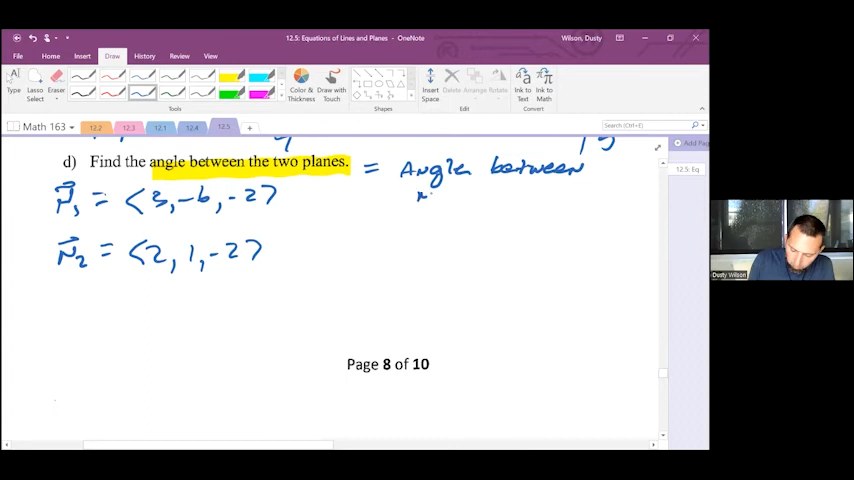 12.5: Equations of Lines and Planes - OneNote
Wilson, Dusty
File Home Insert Draw History Review View
Type
Lasso Select
Eraser
Color & Thickness
Draw with Touch
Insert Space
Delete Arrange Rotate
Ink to Text
Ink to Math
Tools
Shapes
Edit
Convert
Math 163 12.2 12.3 12.1 12.4 12.5 +
Search (Ctrl+E)
Add Pag
12.5: Eq
d) Find the angle between the two planes. = Angle between
n⃗₁ = <3, -6, -2>
n⃗₂ = <2, 1, -2>
Page 8 of 10
Dusty Wilson